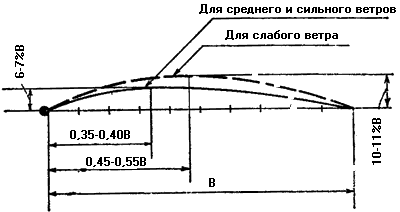 Для среднего и сильного ветров
Для слабого ветра
6-7%В
0,35-0,40В
0,45-0,55В
10-11%В
В